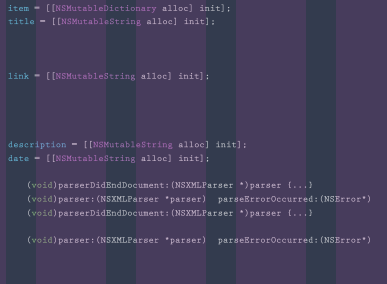 item = [[NSMutableDictionary alloc] init];
title = [[NSMutableString alloc] init];
link = [[NSMutableString alloc] init];
description = [[NSMutableString alloc] init];
date = [[NSMutableString alloc] init];
(void)parserDidEndDocument:(NSXMLParser *)parser {...}
(void)parser:(NSXMLParser *parser) parseErrorOccurred:(NSError*)
(void)parserDidEndDocument:(NSXMLParser *)parser {...}
(void)parser:(NSXMLParser *parser) parseErrorOccurred:(NSError*)